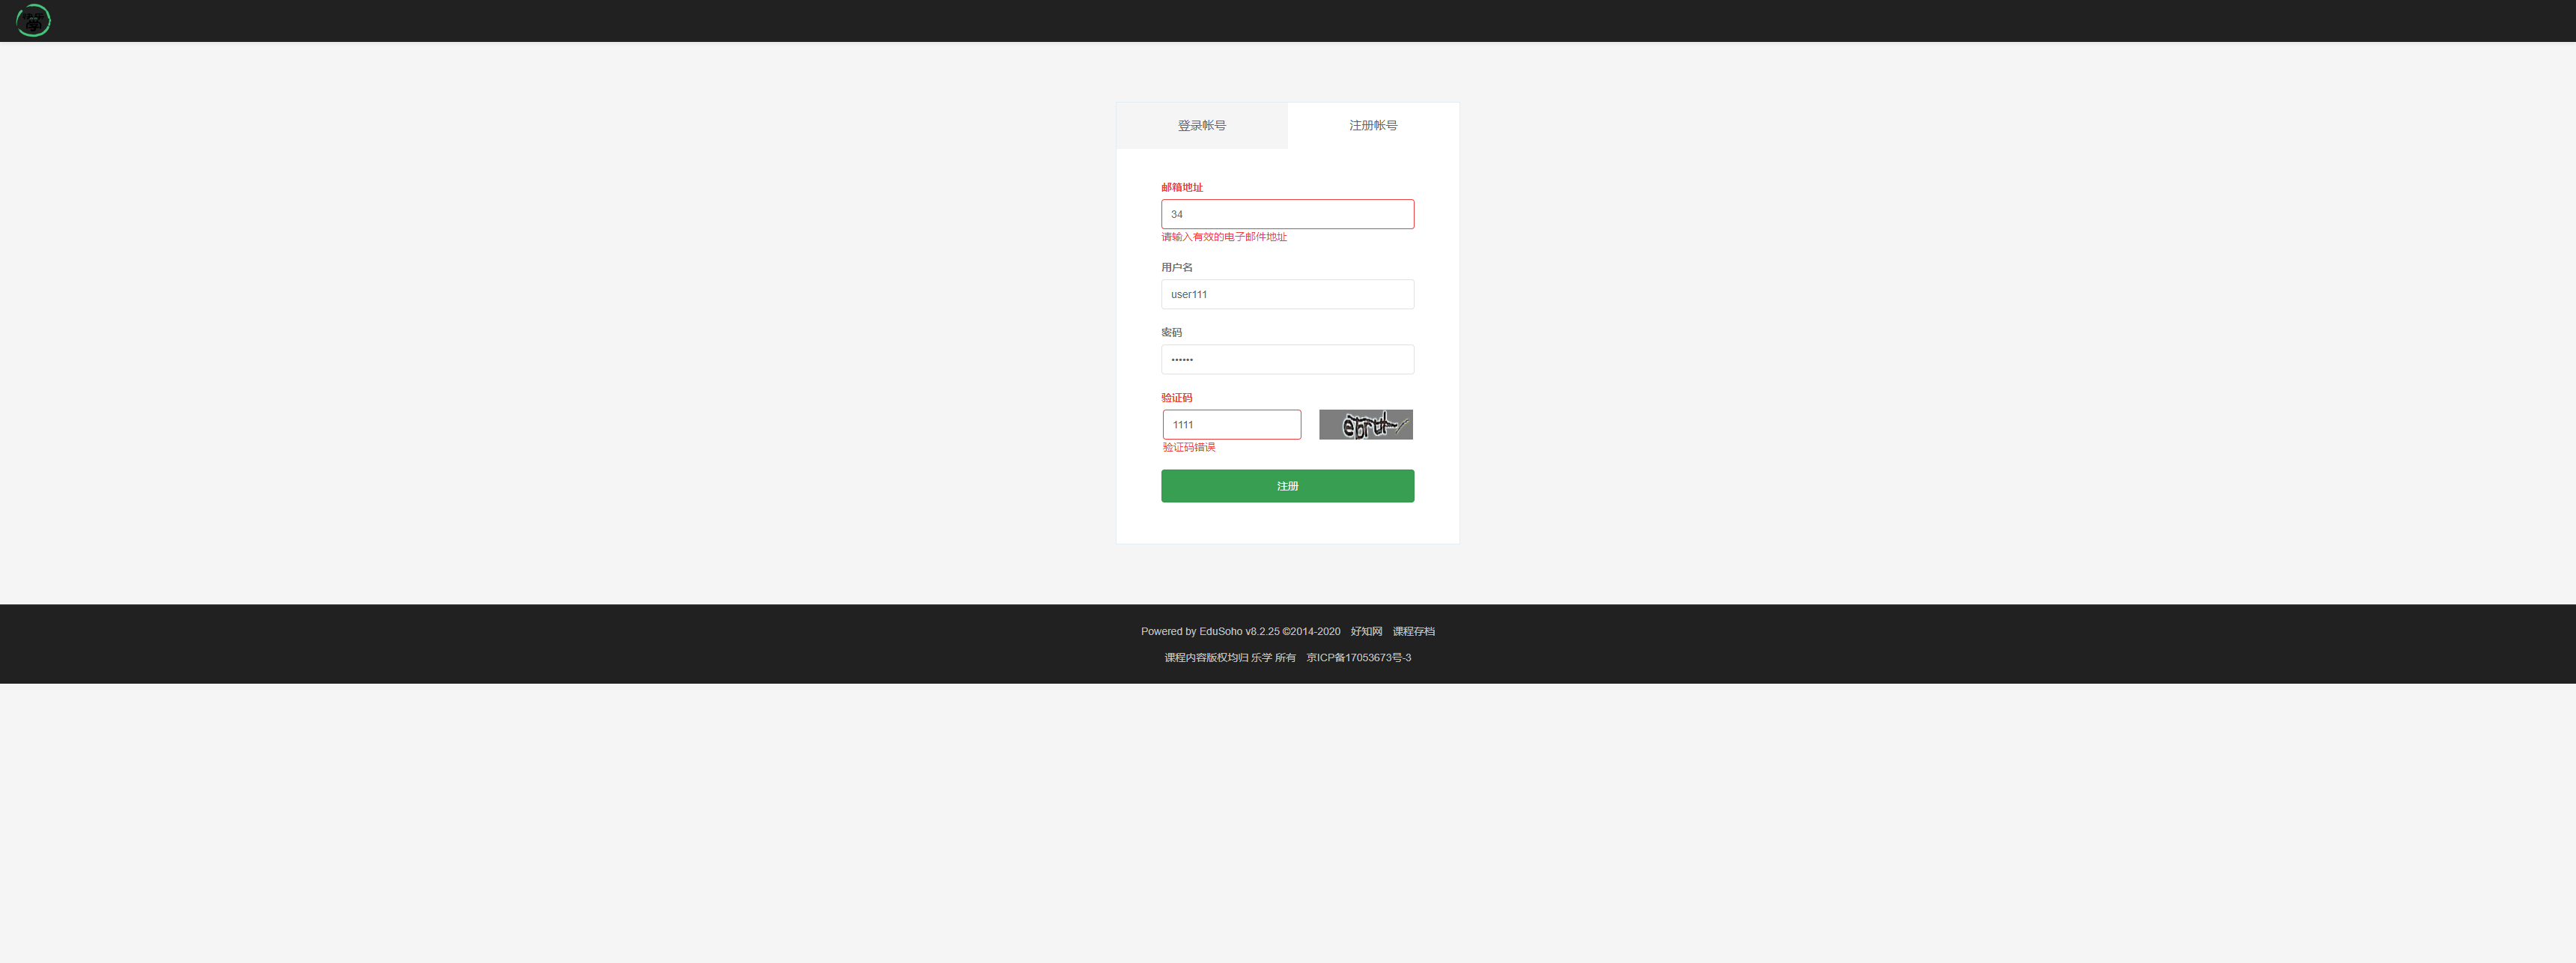 登录帐号 注册帐号
邮箱地址
34
请输入有效的电子邮件地址
用户名
user111
密码
••••••
验证码
1111
验证码错误
注册
Powered by EduSoho v8.2.25 ©2014-2020 好知网 课程存档
课程内容版权均归 乐学 所有 京ICP备17053673号-3